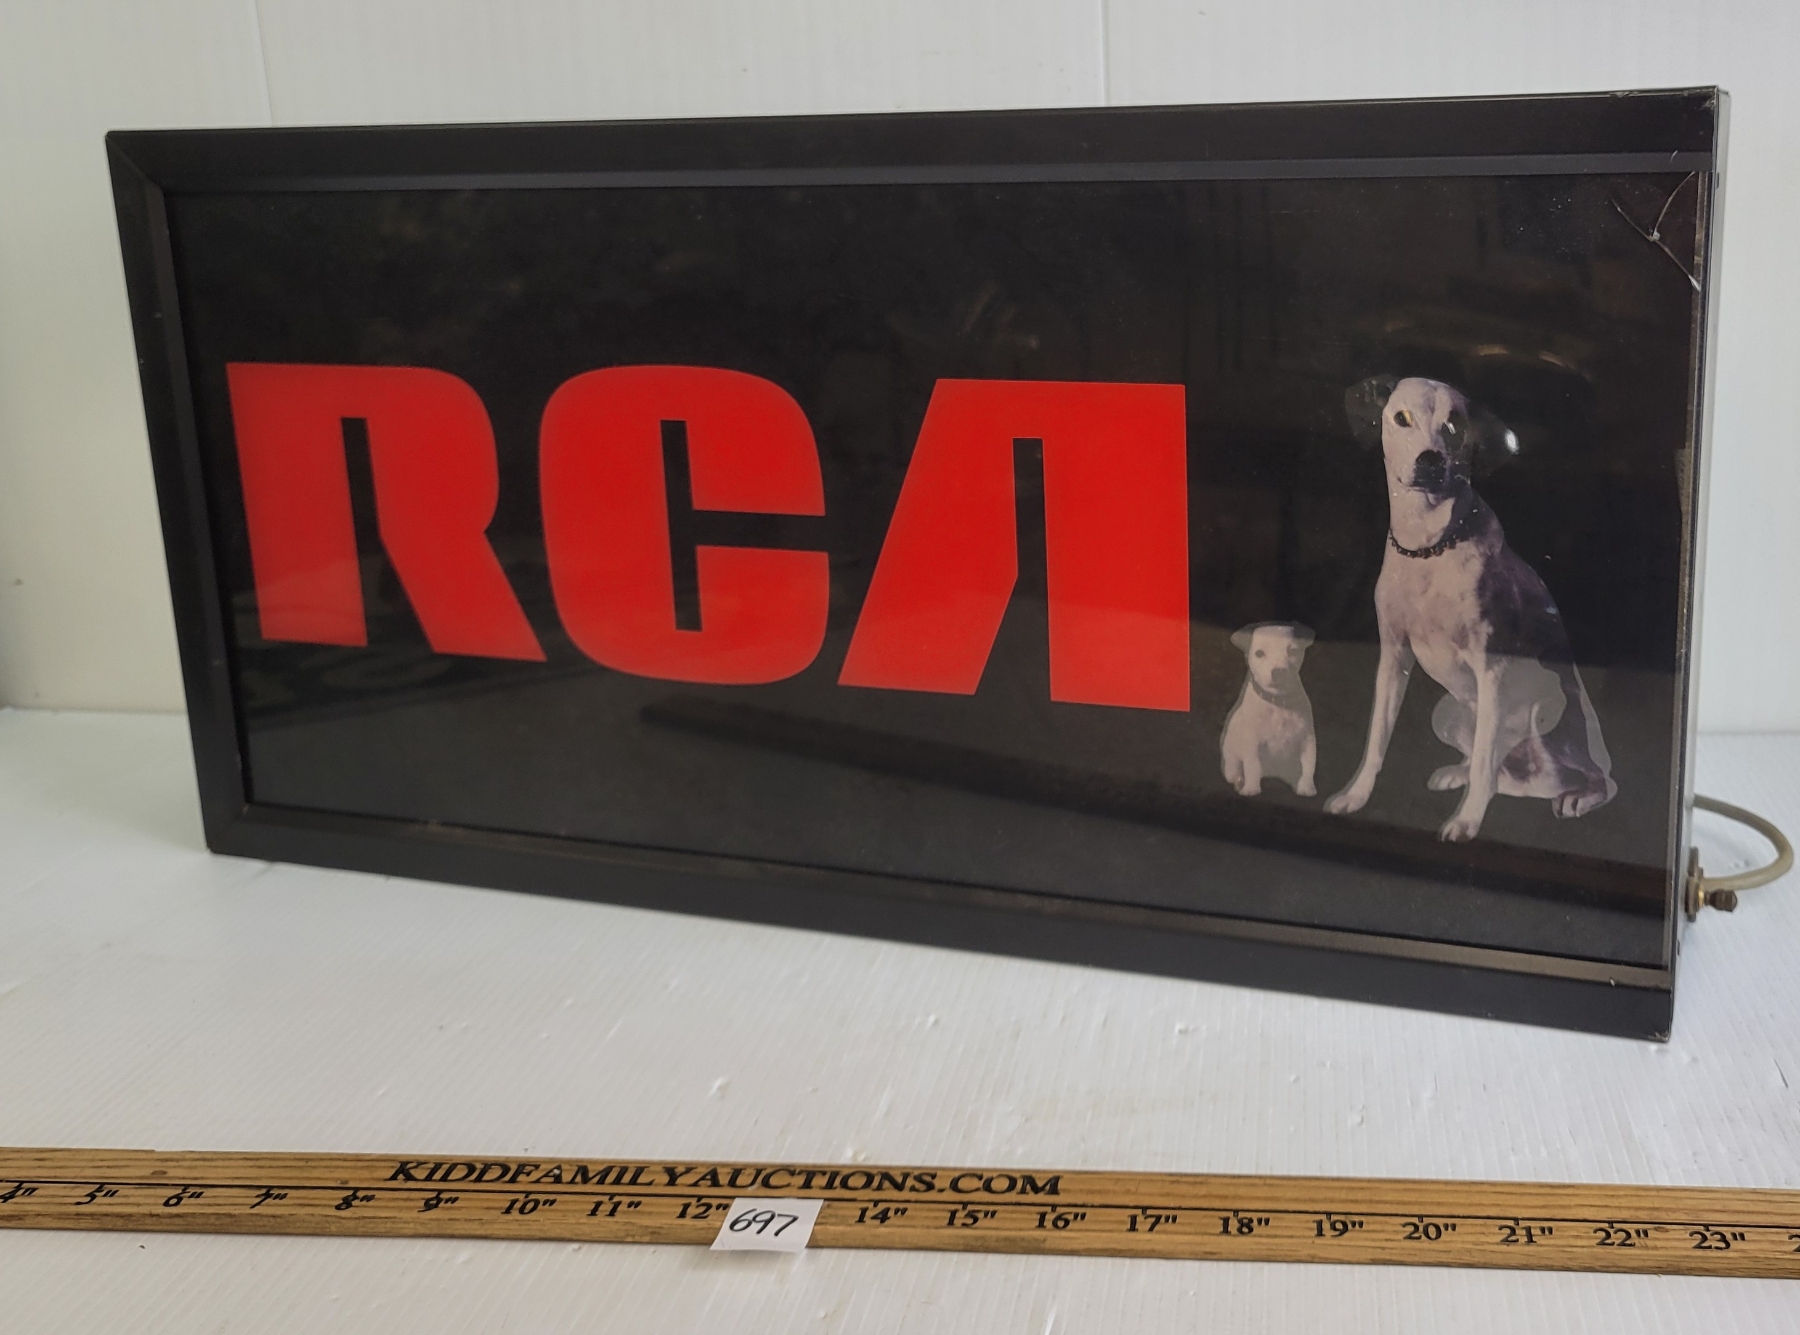 RCA
KIDDFAMILYAUCTIONS.COM
4" 5" 6" 7" 8" 9" 10" 11" 12" 14" 15" 16" 17" 18" 19" 20" 21" 22" 23"
697